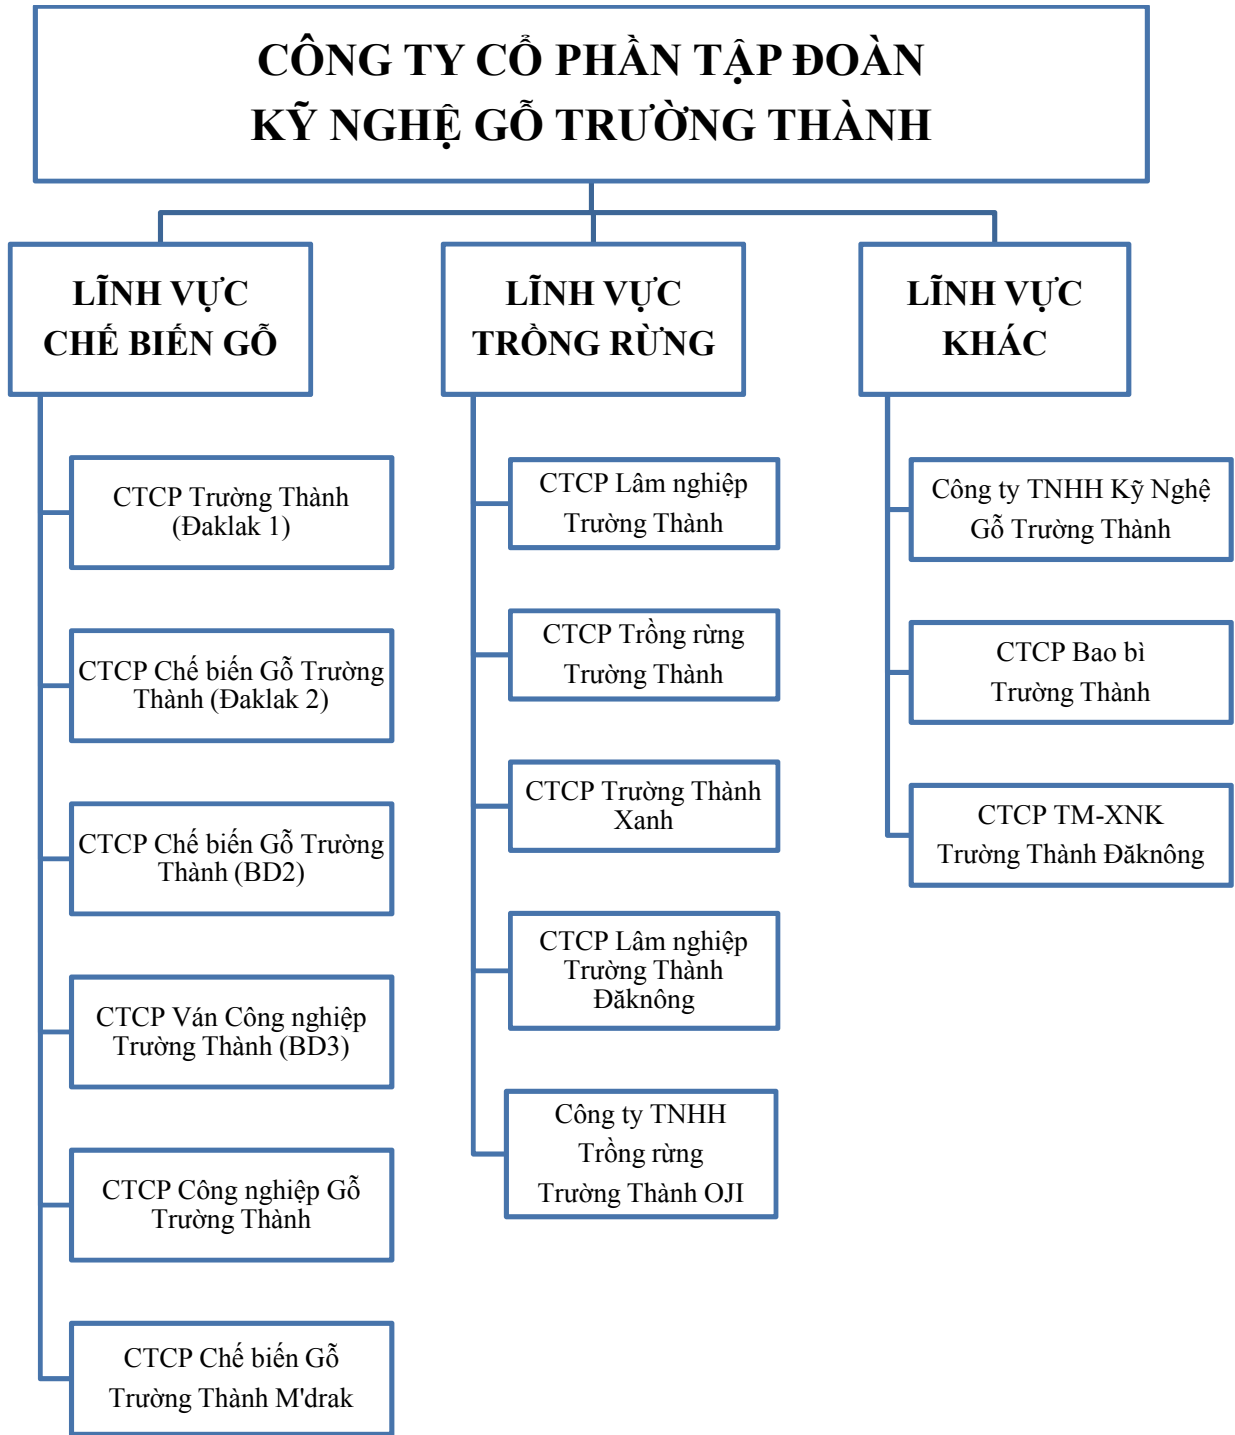 CÔNG TY CỔ PHẦN TẬP ĐOÀN
KỸ NGHỆ GỖ TRƯỜNG THÀNH
LĨNH VỰC
CHẾ BIẾN GỖ
CTCP Trường Thành
(Đaklak 1)
CTCP Chế biến Gỗ Trường
Thành (Đaklak 2)
CTCP Chế biến Gỗ Trường
Thành (BD2)
CTCP Ván Công nghiệp
Trường Thành (BD3)
CTCP Công nghiệp Gỗ
Trường Thành
CTCP Chế biến Gỗ
Trường Thành M'drak
LĨNH VỰC
TRỒNG RỪNG
CTCP Lâm nghiệp
Trường Thành
CTCP Trồng rừng
Trường Thành
CTCP Trường Thành
Xanh
CTCP Lâm nghiệp
Trường Thành
Đăknông
Công ty TNHH
Trồng rừng
Trường Thành OJI
LĨNH VỰC
KHÁC
Công ty TNHH Kỹ Nghệ
Gỗ Trường Thành
CTCP Bao bì
Trường Thành
CTCP TM-XNK
Trường Thành Đăknông